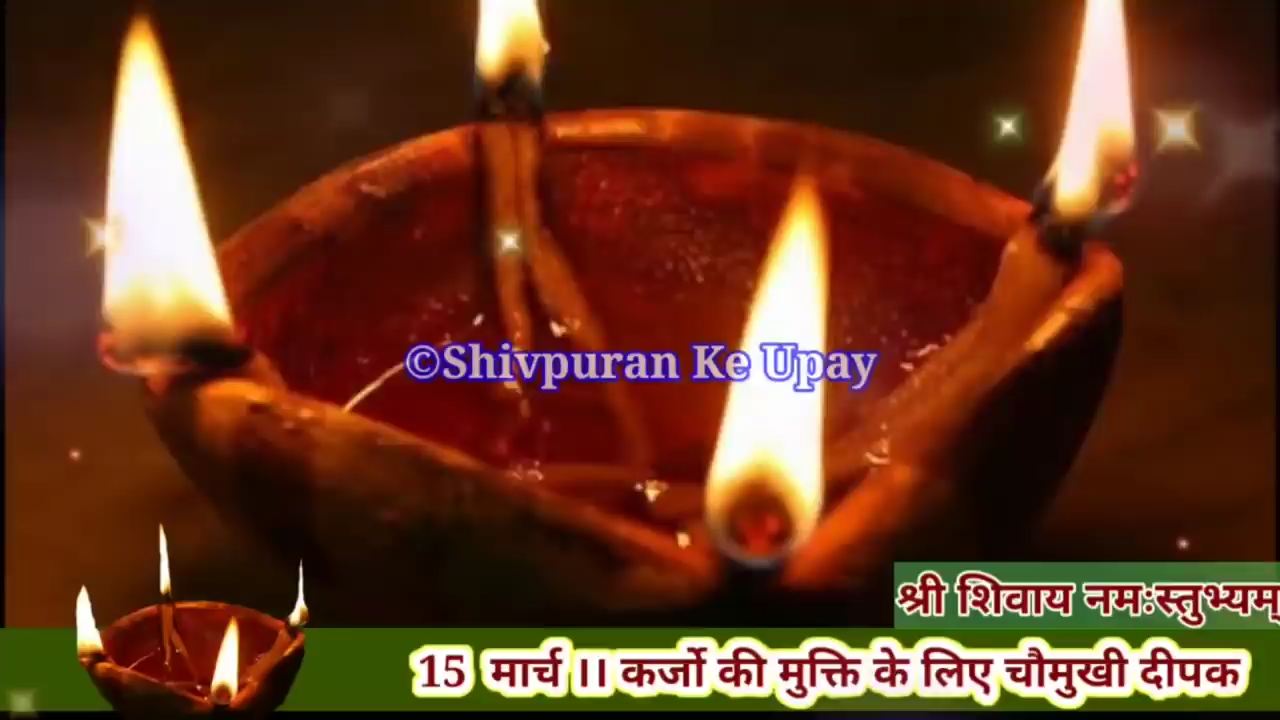 ©Shivpuran Ke Upay
श्री शिवाय नमःस्तुभ्यम्
15 मार्च ।। कर्जो की मुक्ति के लिए चौमुखी दीपक